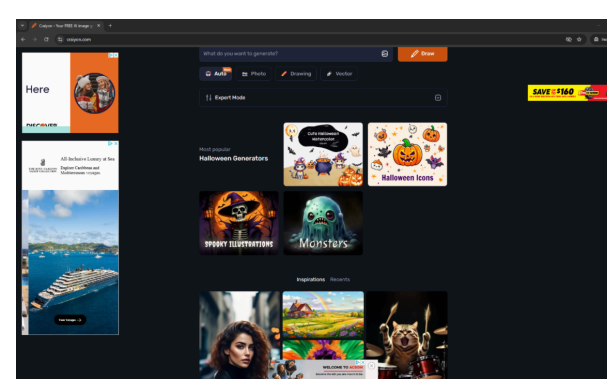 Craiyon - Your FREE AI image g
craiyon.com
Here
DISCOVER
All-Inclusive Luxury at Sea
Explore Caribbean and
Mediterranean voyages
What do you want to generate?
Draw
Auto
Photo
Drawing
Vector
Expert Mode
SAVE $160
Most popular
Halloween Generators
Cute Halloween
Watercolor
Halloween Icons
SPOOKY ILLUSTRATIONS
Monsters
Inspirations
Recents
WELCOME TO